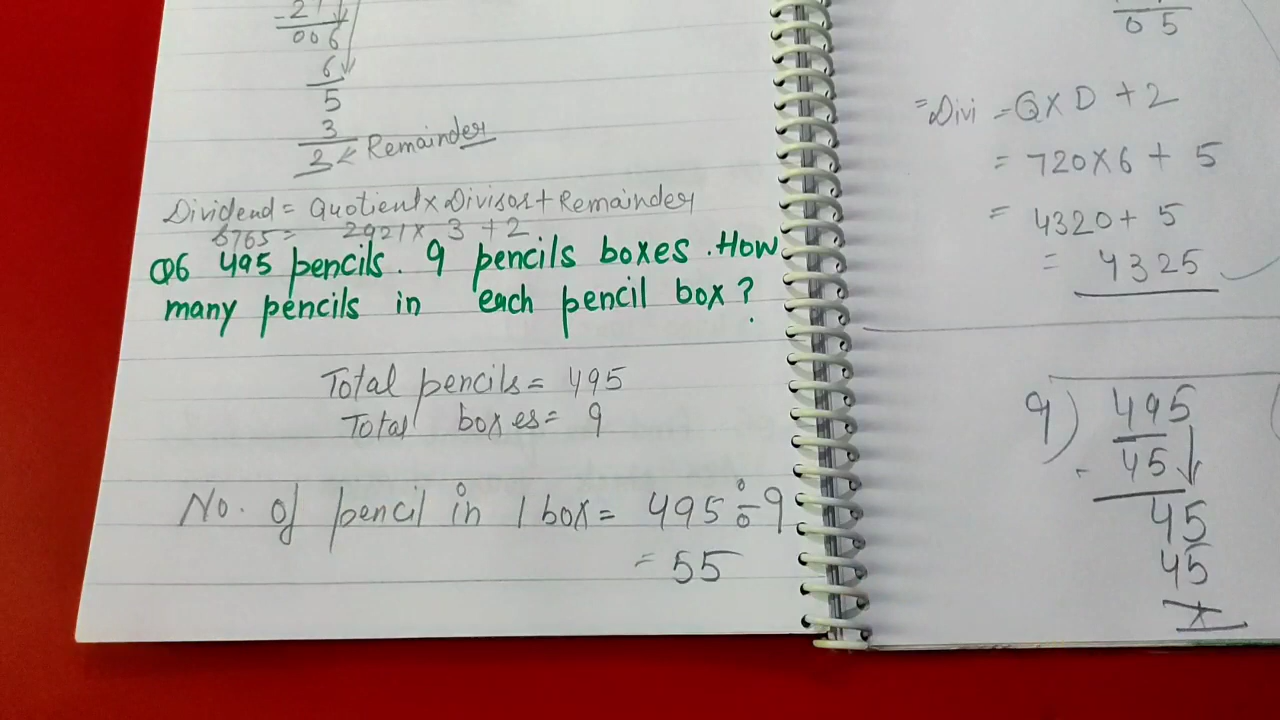 - 21
006
6
5
3
2 < Remainder
Dividend = Quotient × Divisor + Remainder
8765 = 2921 × 3 + 2
Q6 495 pencils. 9 pencils boxes. How
many pencils in each pencil box?
Total pencils = 495
Total boxes = 9
No. of pencil in 1 box = 495 ÷ 9
= 55
05
= Divi = Q × D + 2
= 720 × 6 + 5
= 4320 + 5
= 4325
9) 495
- 45
45
45
x